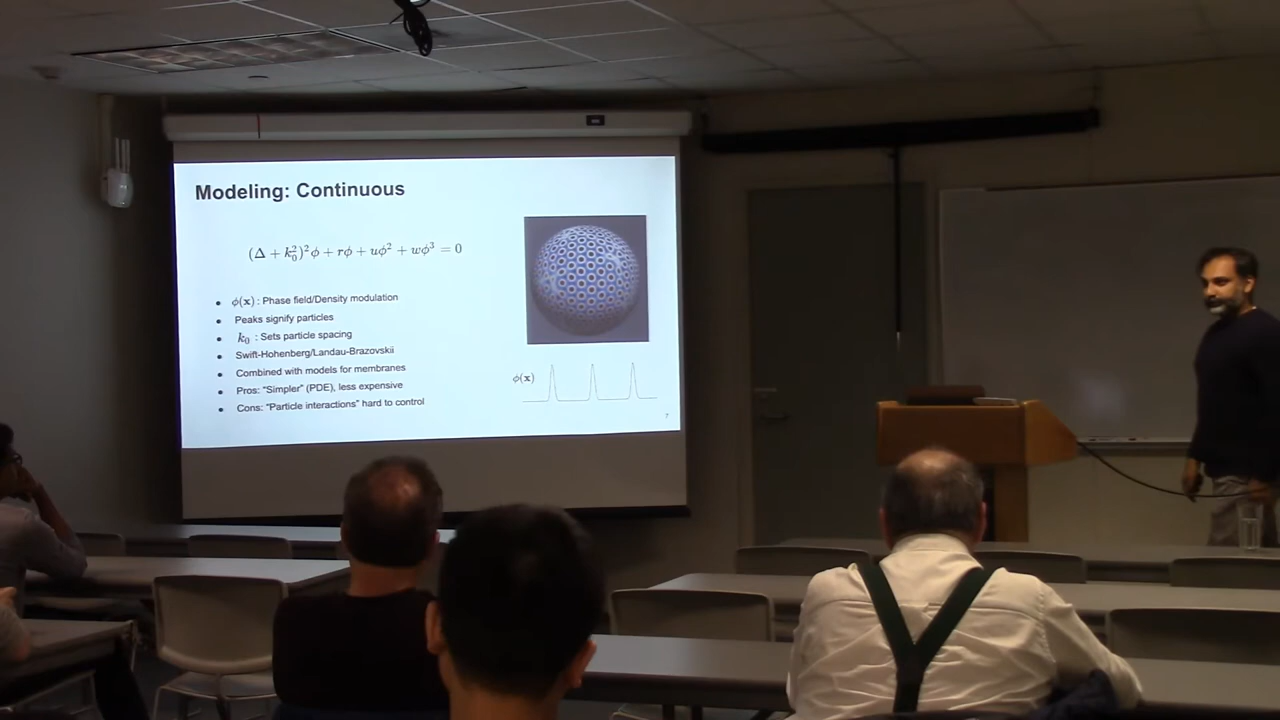 Modeling: Continuous
(Δ + k₀²)²ϕ + rϕ + uϕ² + wϕ³ = 0
• ϕ(x) : Phase field/Density modulation
• Peaks signify particles
• k₀ : Sets particle spacing
• Swift-Hohenberg/Landau-Brazovskii
• Combined with models for membranes
• Pros: "Simpler" (PDE), less expensive
• Cons: "Particle interactions" hard to control
ϕ(x)
7